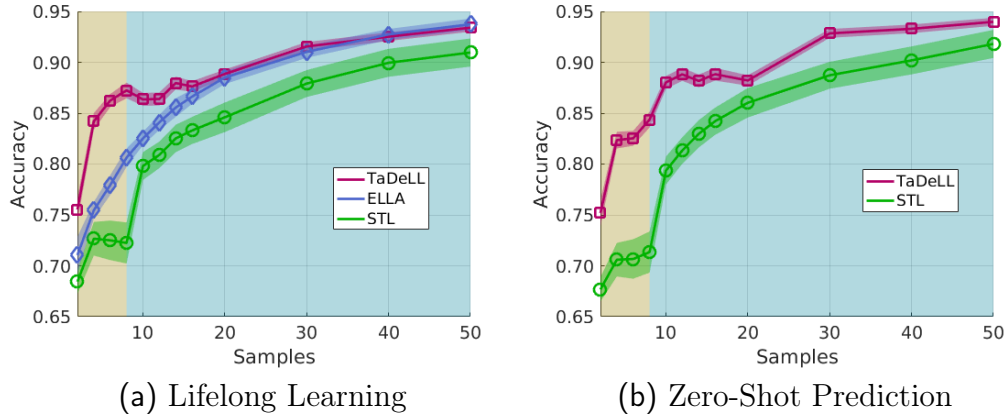 0.95
0.90
0.85
0.80
0.75
0.70
0.65
Accuracy
10
20
30
40
50
Samples
TaDeLL
ELLA
STL
(a) Lifelong Learning
0.95
0.90
0.85
0.80
0.75
0.70
0.65
Accuracy
10
20
30
40
50
Samples
TaDeLL
STL
(b) Zero-Shot Prediction